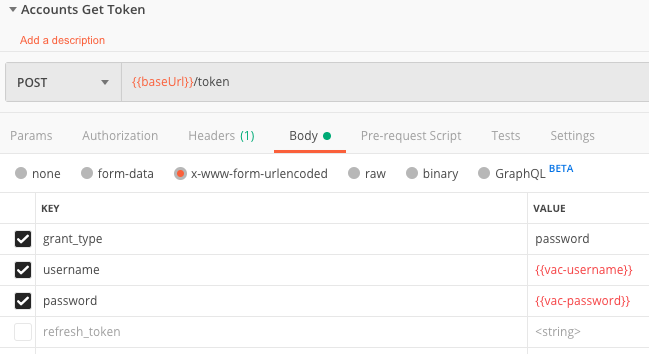 Accounts Get Token
Add a description
POST {{baseUrl}}/token
Params Authorization Headers (1) Body Pre-request Script Tests Settings
none form-data x-www-form-urlencoded raw binary GraphQL BETA
KEY VALUE
grant_type password
username {{vac-username}}
password {{vac-password}}
refresh_token <string>